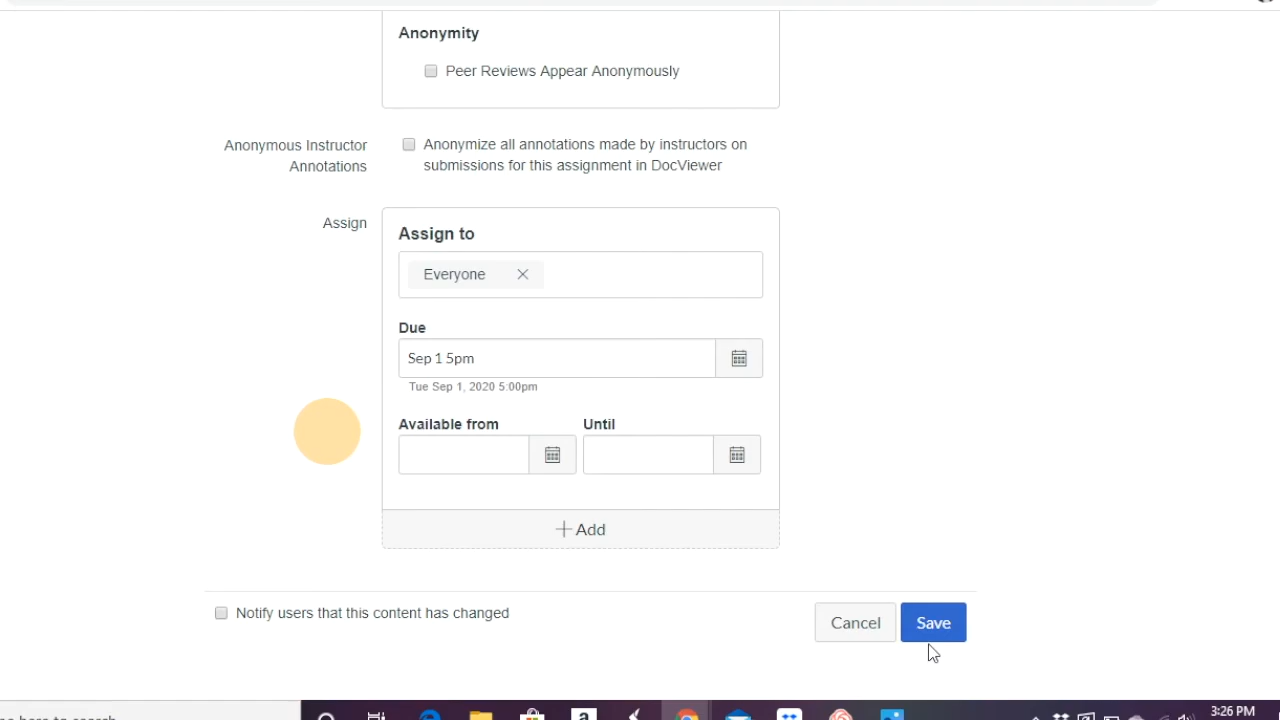 Anonymity
Peer Reviews Appear Anonymously
Anonymous Instructor
Annotations
Anonymize all annotations made by instructors on
submissions for this assignment in DocViewer
Assign
Assign to
Everyone
Due
Sep 1 5pm
Tue Sep 1, 2020 5:00pm
Available from
Until
Add
Notify users that this content has changed
Cancel
Save
3:26 PM